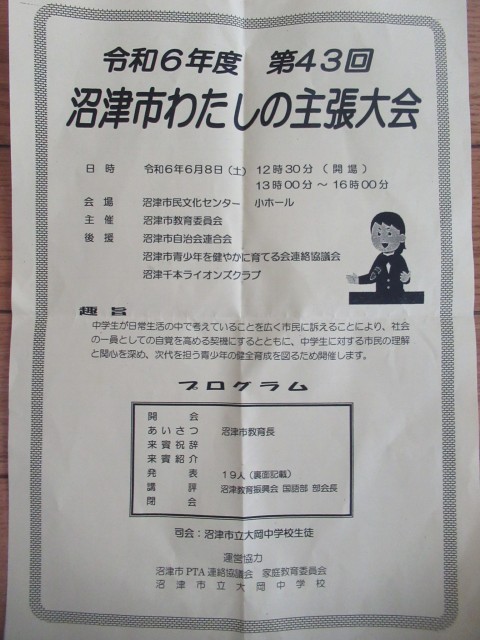 令和６年度　第４３回
沼津市わたしの主張大会
日　時　令和６年６月８日（土）１２時３０分（開場）
１３時００分～１６時００分
会　場　沼津市民文化センター　小ホール
主　催　沼津市教育委員会
後　援　沼津市自治会連合会
沼津市青少年を健やかに育てる会連絡協議会
沼津千本ライオンズクラブ
趣　旨
中学生が日常生活の中で考えていることを広く市民に訴えることにより、社会
の一員としての自覚を高める契機にするとともに、中学生に対する市民の理解
と関心を深め、次代を担う青少年の健全育成を図るため開催します。
プログラム
開　　会
あいさつ　沼津市教育長
来賓祝辞
来賓紹介
発　　表　１９人（裏面記載）
講　　評　沼津教育振興会　国語部　部会長
閉　　会
司会：沼津市立大岡中学校生徒
運営協力
沼津市PTA連絡協議会　家庭教育委員会
沼津市立大岡中学校